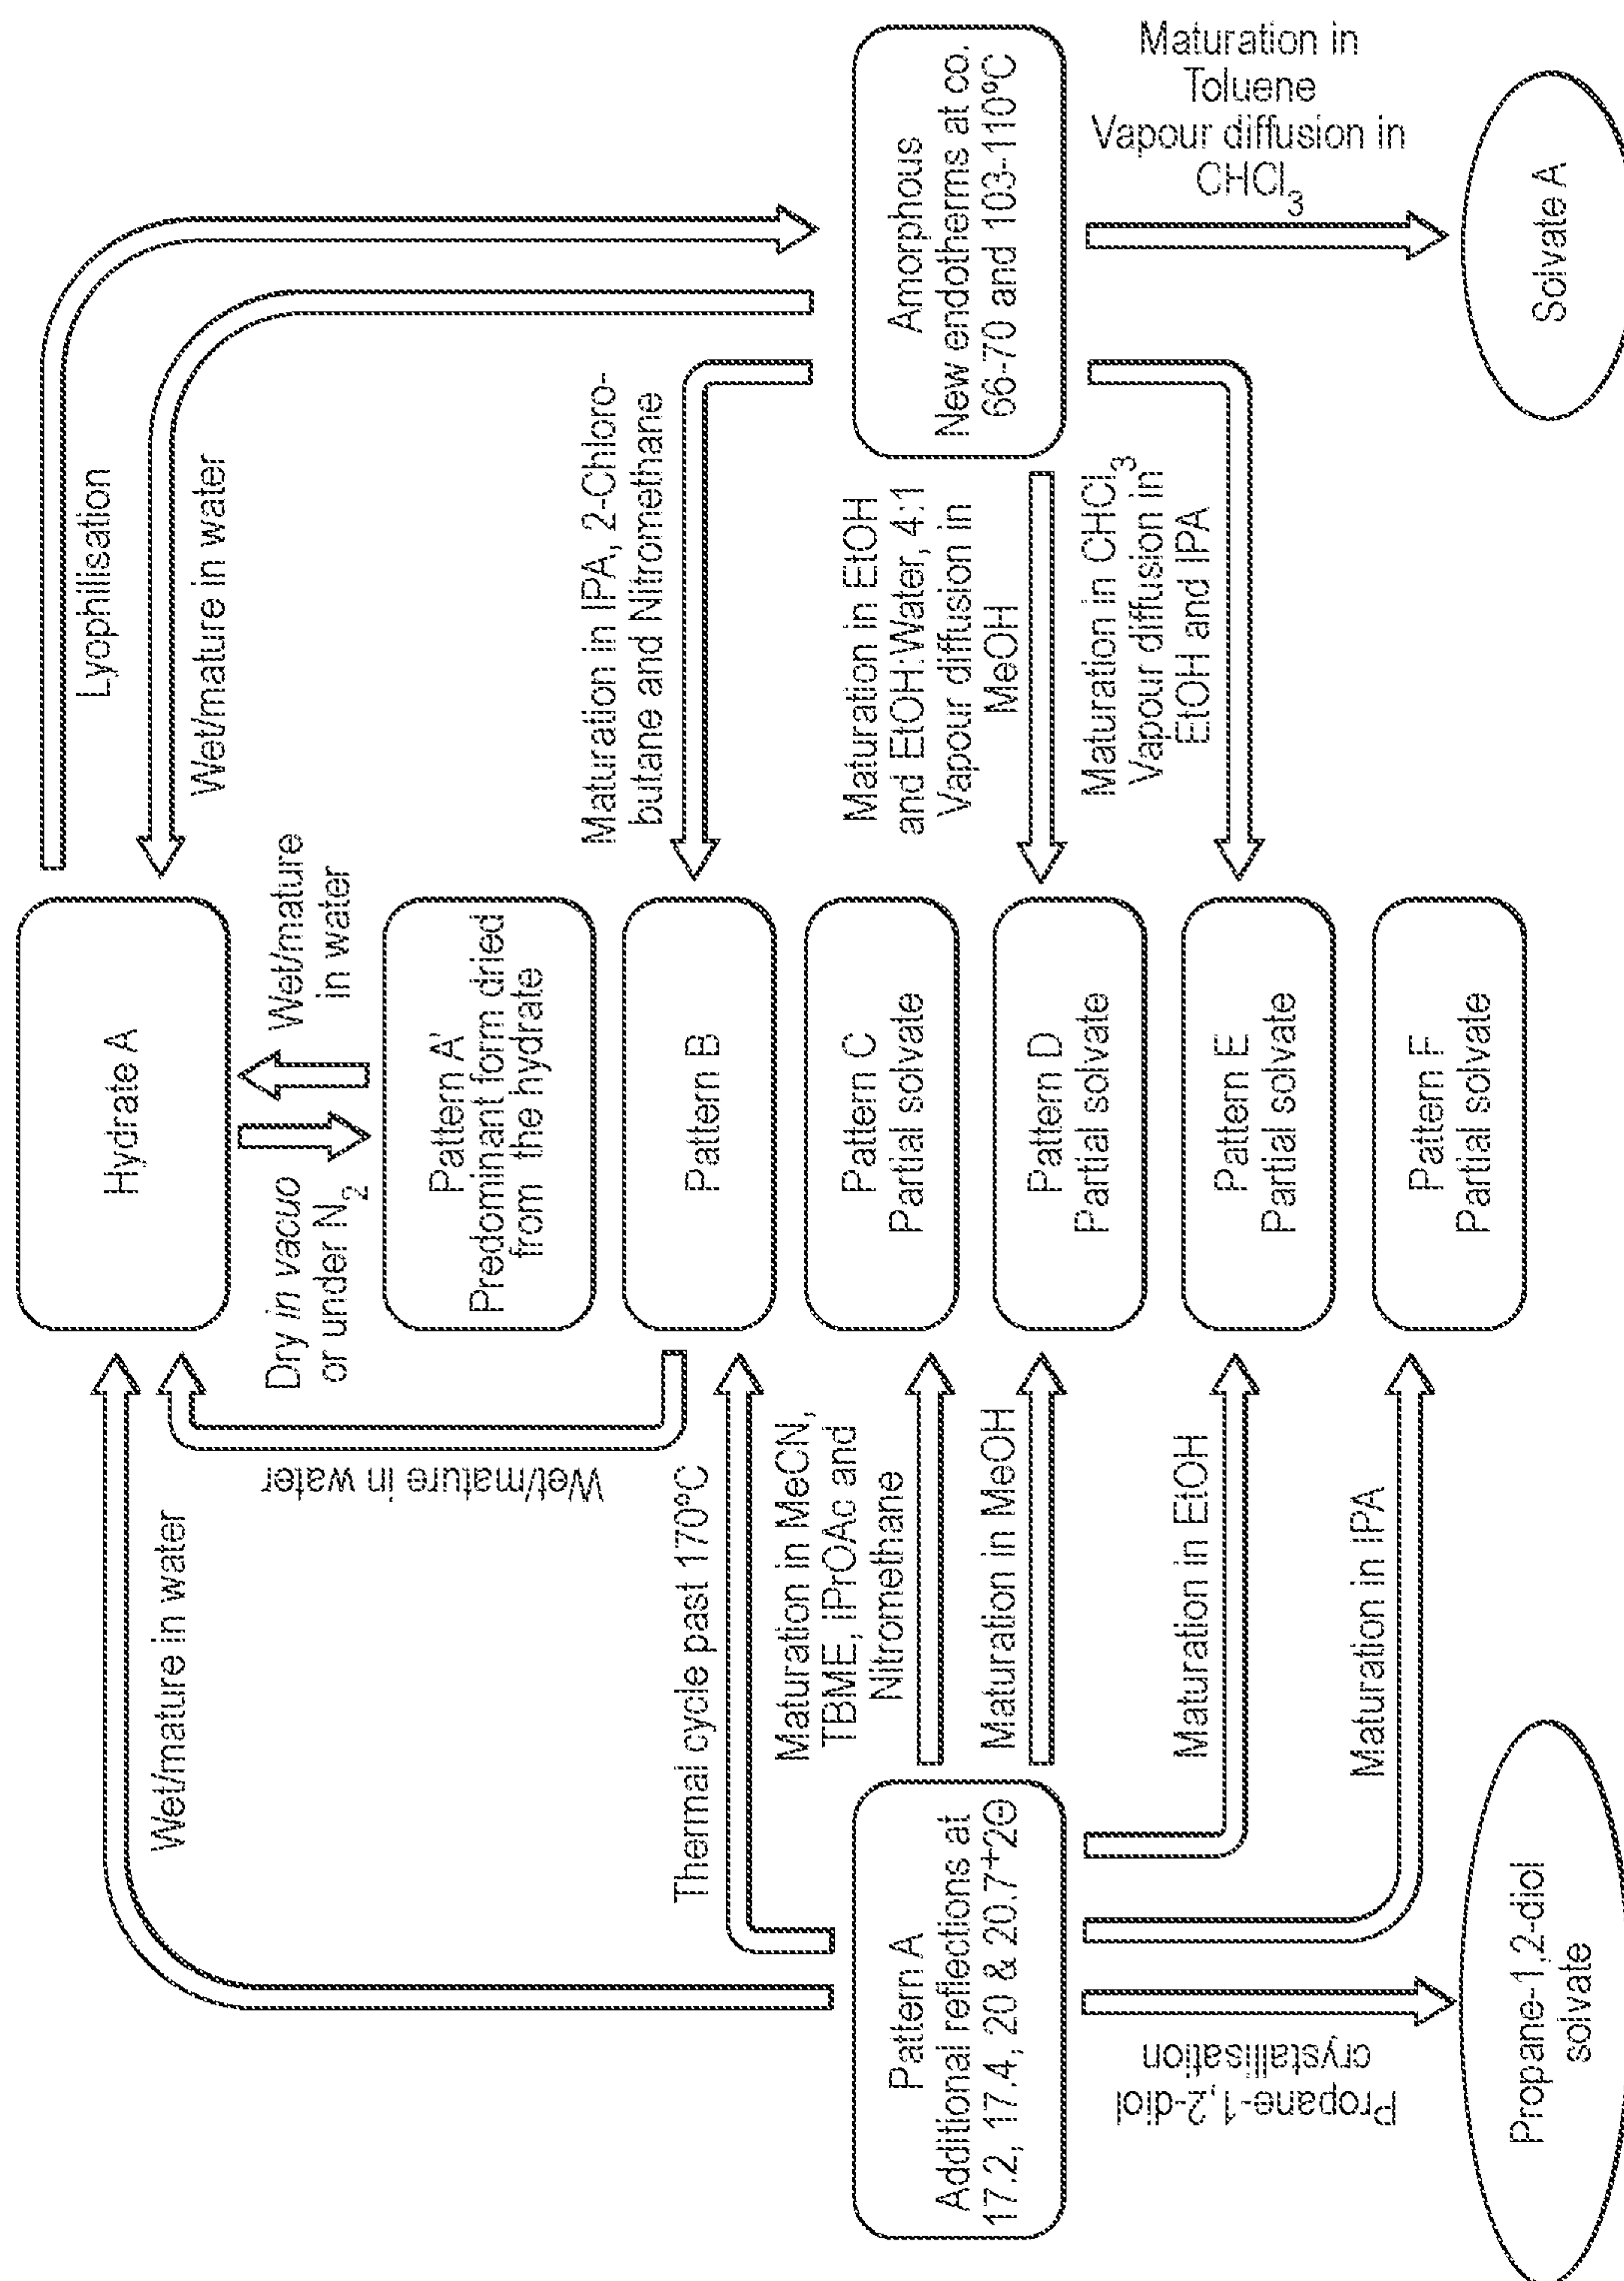 Hydrate A
Lyophilisation
Wet/mature in water
Wet/mature in water
Dry in vacuo
or under N2
Wet/mature
in water
Pattern A'
Predominant form dried
from the hydrate
Wet/mature in water
Maturation in IPA, 2-Chloro-
butane and Nitromethane
Pattern B
Thermal cycle past 170ºC
Maturation in MeCN,
TBME, iPrOAc and
Nitromethane
Pattern C
Partial solvate
Maturation in EtOH
and EtOH:Water, 4:1
Vapour diffusion in
MeOH
Pattern A
Additional reflections at
17.2, 17.4, 20 & 20.7+2Θ
Maturation in MeOH
Pattern D
Partial solvate
Amorphous
New endotherms at co.
66-70 and 103-110ºC
Maturation in CHCl3
Vapour diffusion in
EtOH and IPA
Maturation in EtOH
Pattern E
Partial solvate
Maturation in Toluene
Vapour diffusion in
CHCl3
Propane-1,2-diol
crystallisation
Maturation in IPA
Pattern F
Partial solvate
Propane-1,2-diol
solvate
Solvate A